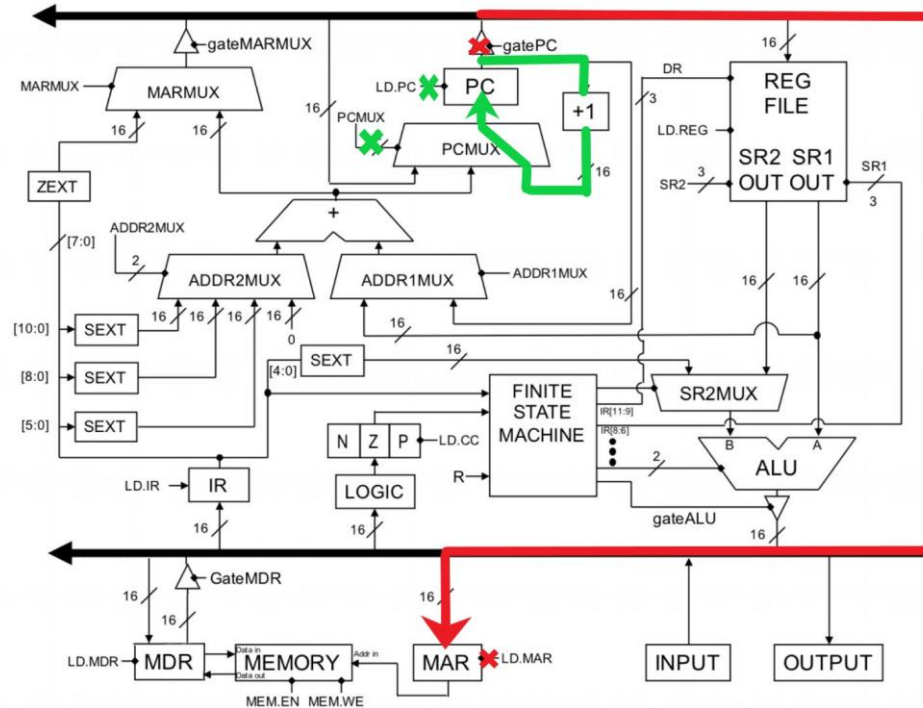 gateMARMUX
gatePC
16
MARMUX
MARMUX
LD.PC
PC
DR
REG
FILE
16
3
+1
PCMUX
PCMUX
16
16
16
LD.REG
ZEXT
16
SR2
3
SR2 SR1
OUT OUT
SR1
3
+
[7:0]
ADDR2MUX
2
ADDR2MUX
ADDR1MUX
ADDR1MUX
16
16
16
[10:0]
SEXT
16
16
16
16
0
16
[8:0]
SEXT
[4:0]
SEXT
16
[5:0]
SEXT
FINITE
STATE
MACHINE
IR[11:9]
IR[8:6]
SR2MUX
N Z P
LD.CC
B
A
ALU
2
LD.IR
IR
LOGIC
R
gateALU
16
16
16
GateMDR
16
16
16
LD.MDR
MDR
Data in
Data out
MEMORY
Addr in
MAR
LD.MAR
INPUT
OUTPUT
MEM.EN
MEM.WE